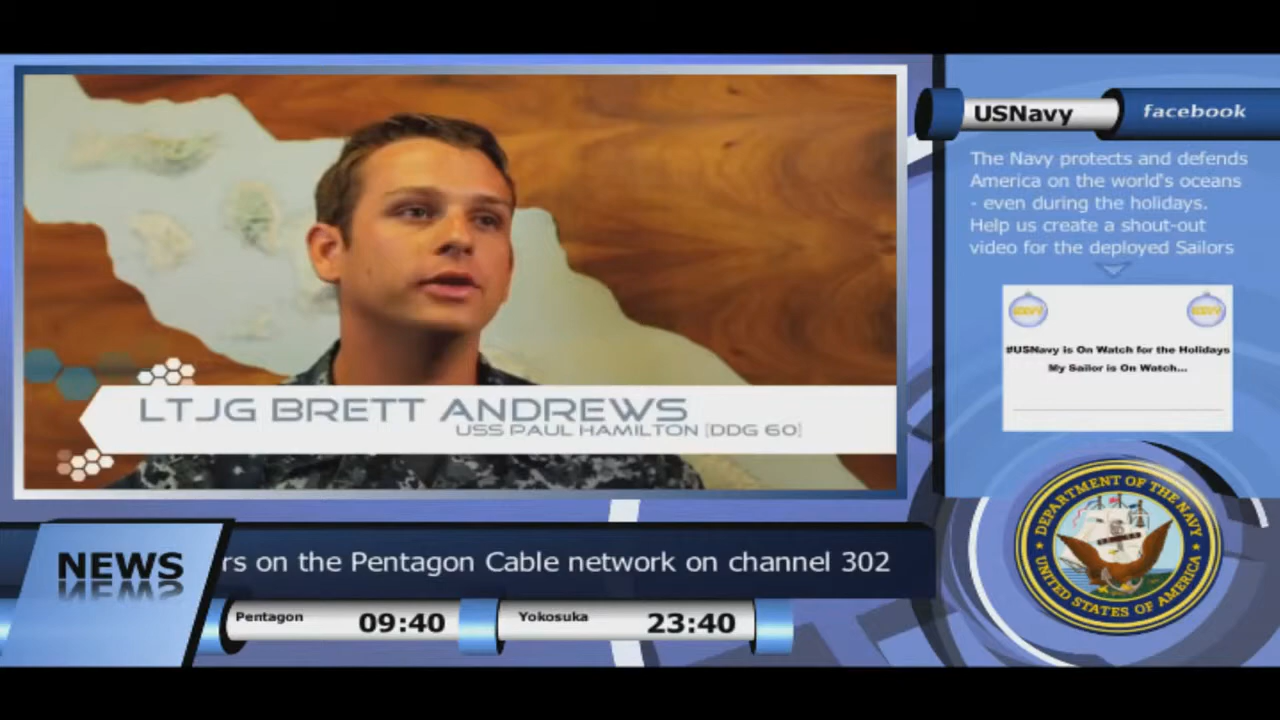 USNavy
facebook
The Navy protects and defends
America on the world's oceans
- even during the holidays.
Help us create a shout-out
video for the deployed Sailors
NAVY
NAVY
#USNavy is On Watch for the Holidays
My Sailor is On Watch...
LTJG BRETT ANDREWS
USS PAUL HAMILTON [DDG 60]
DEPARTMENT OF THE NAVY
UNITED STATES OF AMERICA
NEWS
rs on the Pentagon Cable network on channel 302
Pentagon
09:40
Yokosuka
23:40